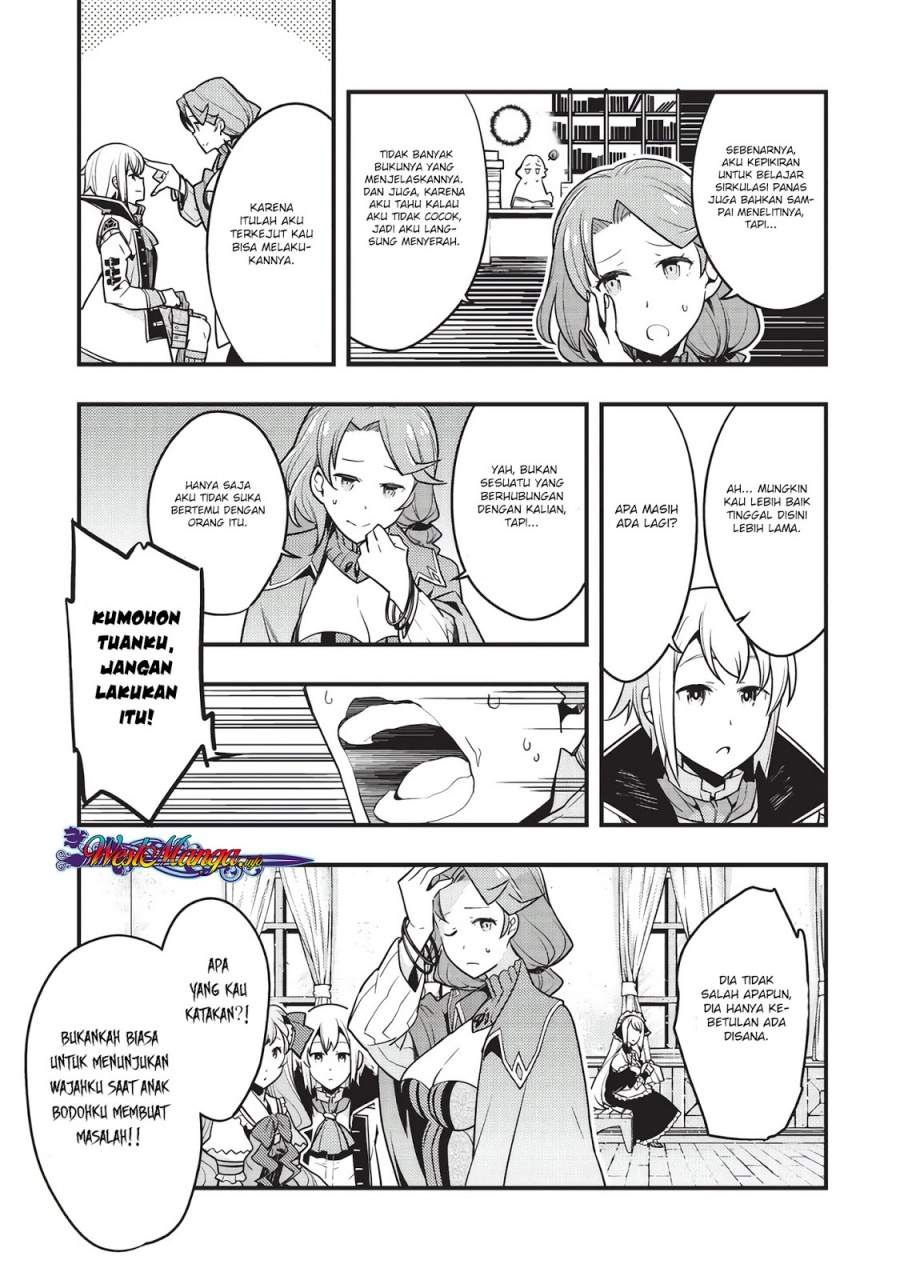 SEBENARNYA,
AKU KEPIKIRAN
UNTUK BELAJAR
SIRKULASI PANAS
JUGA BAHKAN SAM-
PAI MENELITINYA,
TAPI...
TIDAK BANYAK
BUKUNYA YANG
MENJELASKANNYA.
DAN JUGA, KARENA
AKU TAHU KALAU
AKU TIDAK COCOK,
JADI AKU LANG-
SUNG MENYERAH.
KARENA
ITULAH AKU
TERKEJUT KAU
BISA MELAKU-
KANNYA.
AH... MUNGKIN
KAU LEBIH BAIK
TINGGAL DISINI
LEBIH LAMA.
APA MASIH
ADA LAGI?
YAH, BUKAN
SESUATU YANG
BERHUBUNGAN
DENGAN KALIAN,
TAPI...
HANYA SAJA
AKU TIDAK SUKA
BERTEMU DENGAN
ORANG ITU.
KUMOHON
TUANKU,
JANGAN
LAKUKAN
ITU!
WestManga.info
DIA TIDAK
SALAH APAPUN,
DIA HANYA KE-
BETULAN ADA
DISANA.
APA
YANG KAU
KATAKAN?!
BUKANKAH BIASA
UNTUK MENUNJUKAN
WAJAHKU SAAT ANAK
BODOHKU MEMBUAT
MASALAH!!